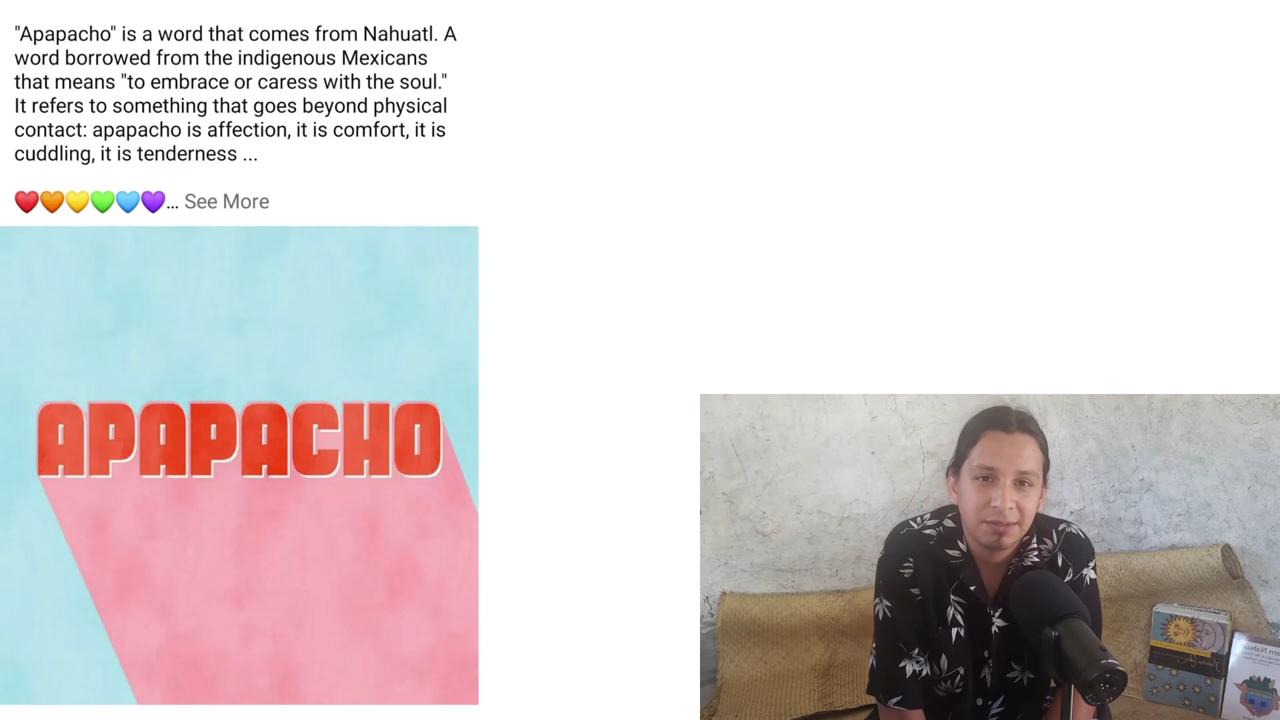 "Apapacho" is a word that comes from Nahuatl. A
word borrowed from the indigenous Mexicans
that means "to embrace or caress with the soul."
It refers to something that goes beyond physical
contact: apapacho is affection, it is comfort, it is
cuddling, it is tenderness ...
❤️🧡💛💚💙💜... See More
APAPACHO